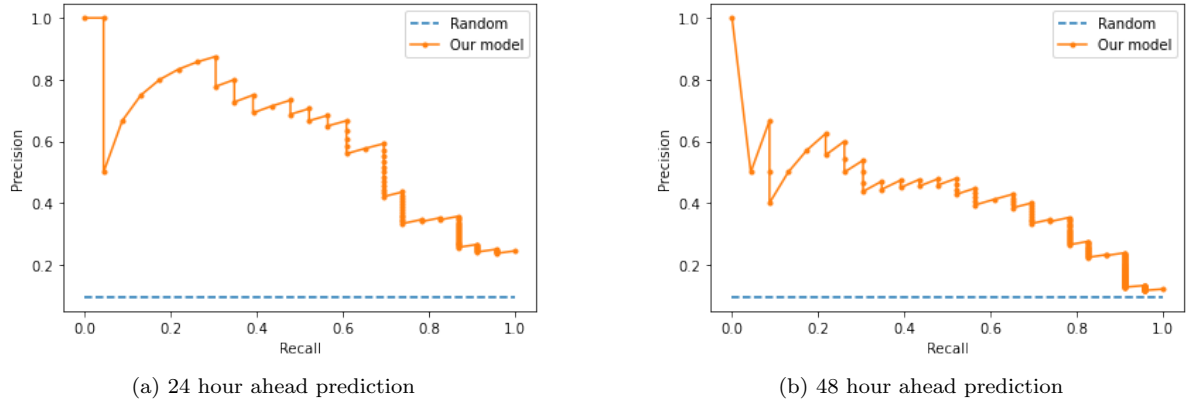 Random
Our model
1.0
0.8
0.6
0.4
0.2
Precision
0.0 0.2 0.4 0.6 0.8 1.0
Recall
(a) 24 hour ahead prediction
Random
Our model
1.0
0.8
0.6
0.4
0.2
Precision
0.0 0.2 0.4 0.6 0.8 1.0
Recall
(b) 48 hour ahead prediction